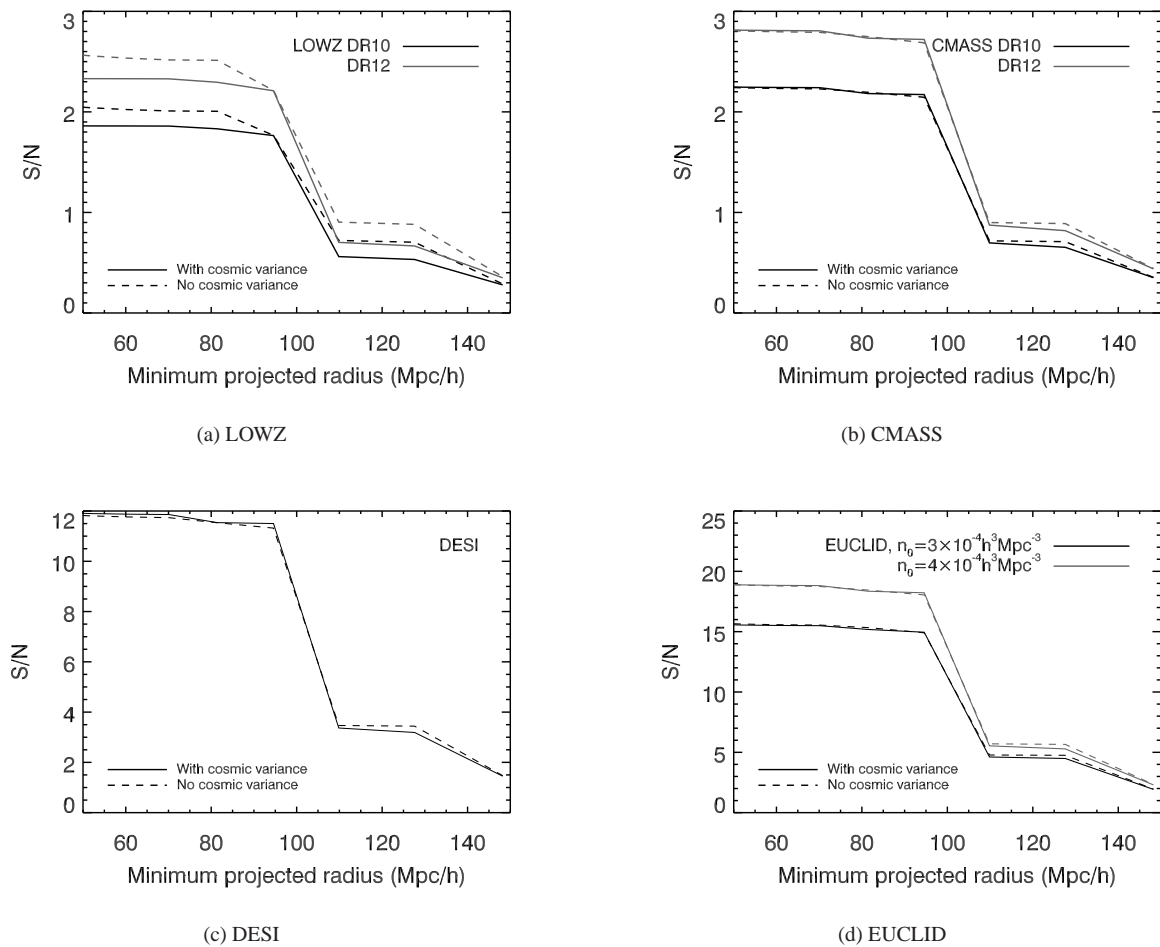 3
2
1
0
S/N
LOWZ DR10
DR12
With cosmic variance
No cosmic variance
60 80 100 120 140
Minimum projected radius (Mpc/h)
(a) LOWZ
3
2
1
0
S/N
CMASS DR10
DR12
With cosmic variance
No cosmic variance
60 80 100 120 140
Minimum projected radius (Mpc/h)
(b) CMASS
12
10
8
6
4
2
0
S/N
DESI
With cosmic variance
No cosmic variance
60 80 100 120 140
Minimum projected radius (Mpc/h)
(c) DESI
25
20
15
10
5
0
S/N
EUCLID, n₀=3×10⁻⁴h³Mpc⁻³
n₀=4×10⁻⁴h³Mpc⁻³
With cosmic variance
No cosmic variance
60 80 100 120 140
Minimum projected radius (Mpc/h)
(d) EUCLID